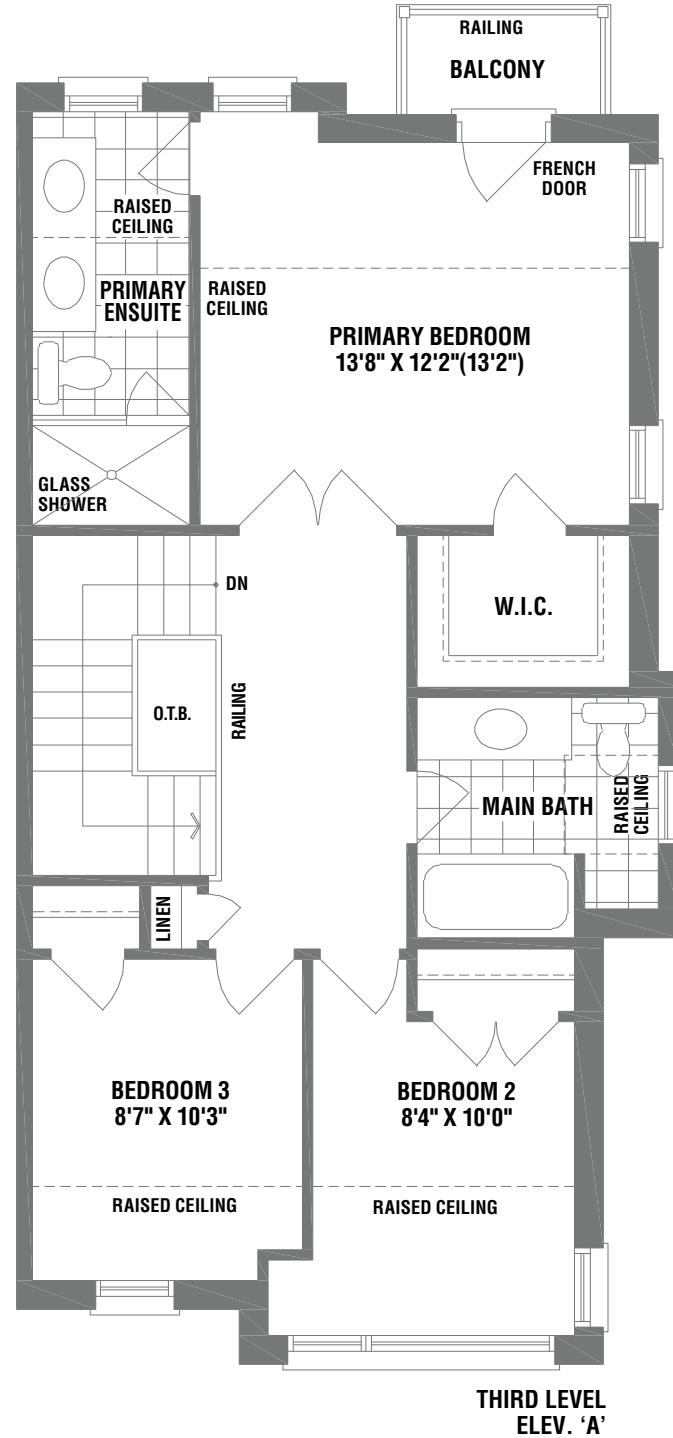 RAILING
BALCONY
FRENCH
DOOR
RAISED
CEILING
PRIMARY
ENSUITE
RAISED
CEILING
PRIMARY BEDROOM
13'8" X 12'2"(13'2")
GLASS
SHOWER
DN
W.I.C.
O.T.B.
RAILING
MAIN BATH
RAISED
CEILING
LINEN
BEDROOM 3
8'7" X 10'3"
BEDROOM 2
8'4" X 10'0"
RAISED CEILING
RAISED CEILING
THIRD LEVEL
ELEV. ‘A’